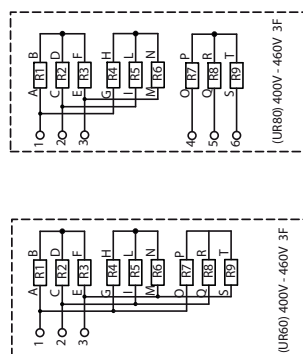 B D F H L N P R T
R1 R2 R3 R4 R5 R6 R7 R8 R9
A C E G I M O Q S
1 2 3 4 5 6
(UR80) 400V - 460V 3F
B D F H L N P R T
R1 R2 R3 R4 R5 R6 R7 R8 R9
A C E G I M O Q S
1 2 3
(UR60) 400V - 460V 3F